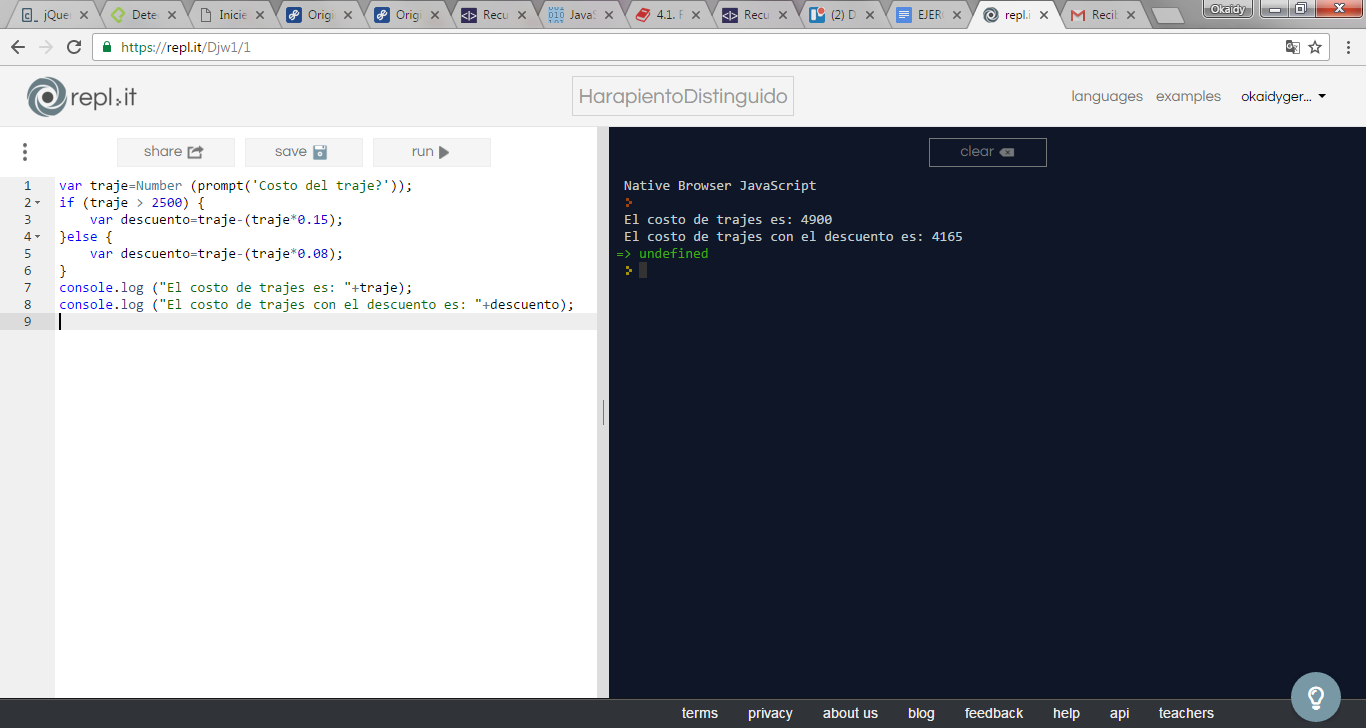 jQue Dete Inicie Origi Origi Recu JavaS 4.1. F Recu (2) D EJER repl.i Recib Okaidy
https://repl.it/Djw1/1
repl.it HarapientoDistinguido languages examples okaidyger...
share save run clear
1 var traje=Number (prompt('Costo del traje?'));
2 if (traje > 2500) {
3 var descuento=traje-(traje*0.15);
4 }else {
5 var descuento=traje-(traje*0.08);
6 }
7 console.log ("El costo de trajes es: "+traje);
8 console.log ("El costo de trajes con el descuento es: "+descuento);
9
Native Browser JavaScript
El costo de trajes es: 4900
El costo de trajes con el descuento es: 4165
=> undefined
terms privacy about us blog feedback help api teachers